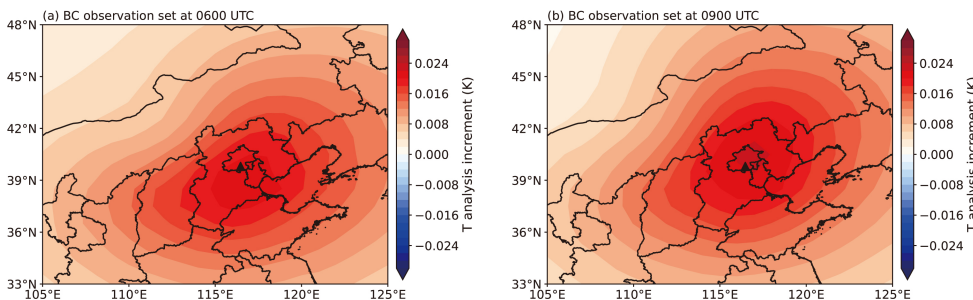 (a) BC observation set at 0600 UTC
48°N
45°N
42°N
39°N
36°N
33°N
105°E 110°E 115°E 120°E 125°E
0.024
0.016
0.008
0.000
−0.008
−0.016
−0.024
T analysis increment (K)
(b) BC observation set at 0900 UTC
48°N
45°N
42°N
39°N
36°N
33°N
105°E 110°E 115°E 120°E 125°E
0.024
0.016
0.008
0.000
−0.008
−0.016
−0.024
T analysis increment (K)